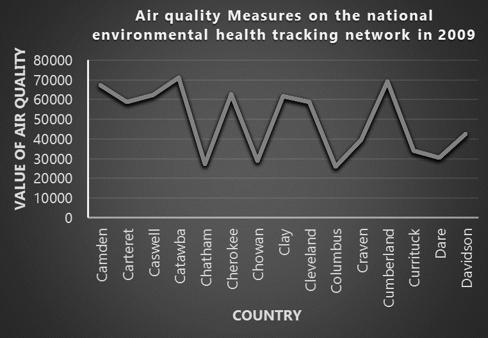 Air quality Measures on the national
environmental health tracking network in 2009
VALUE OF AIR QUALITY
80000
70000
60000
50000
40000
30000
20000
10000
0
Camden
Carteret
Caswell
Catawba
Chatham
Cherokee
Chowan
Clay
Cleveland
Columbus
Craven
Cumberland
Currituck
Dare
Davidson
COUNTRY